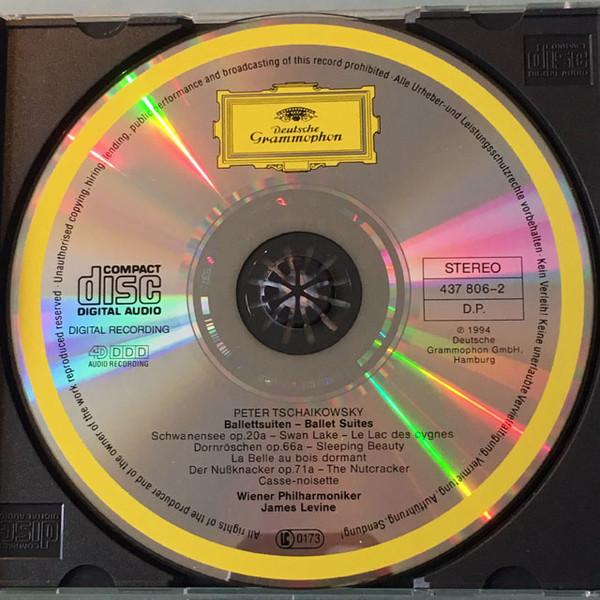 · Unauthorised copying, hiring, lending, public performance and broadcasting of this record prohibited · Alle Urheber- und Leistungsschutzrechte vorbehalten · Kein Verleih! Keine unerlaubte Vervielfältigung, Vermietung, Aufführung, Sendung!
Deutsche
Grammophon
COMPACT
disc
DIGITAL AUDIO
DIGITAL RECORDING
4D DDD
AUDIO RECORDING
STEREO
437 806-2
D.P.
℗ 1994
Deutsche
Grammophon GmbH,
Hamburg
PETER TSCHAIKOWSKY
Ballettsuiten – Ballet Suites
Schwanensee op.20a – Swan Lake – Le Lac des cygnes
Dornröschen op.66a – Sleeping Beauty
La Belle au bois dormant
Der Nußknacker op.71a – The Nutcracker
Casse-noisette
Wiener Philharmoniker
James Levine
LC 0173
All rights of the producer and of the owner of the work reproduced reserved
disc
disc